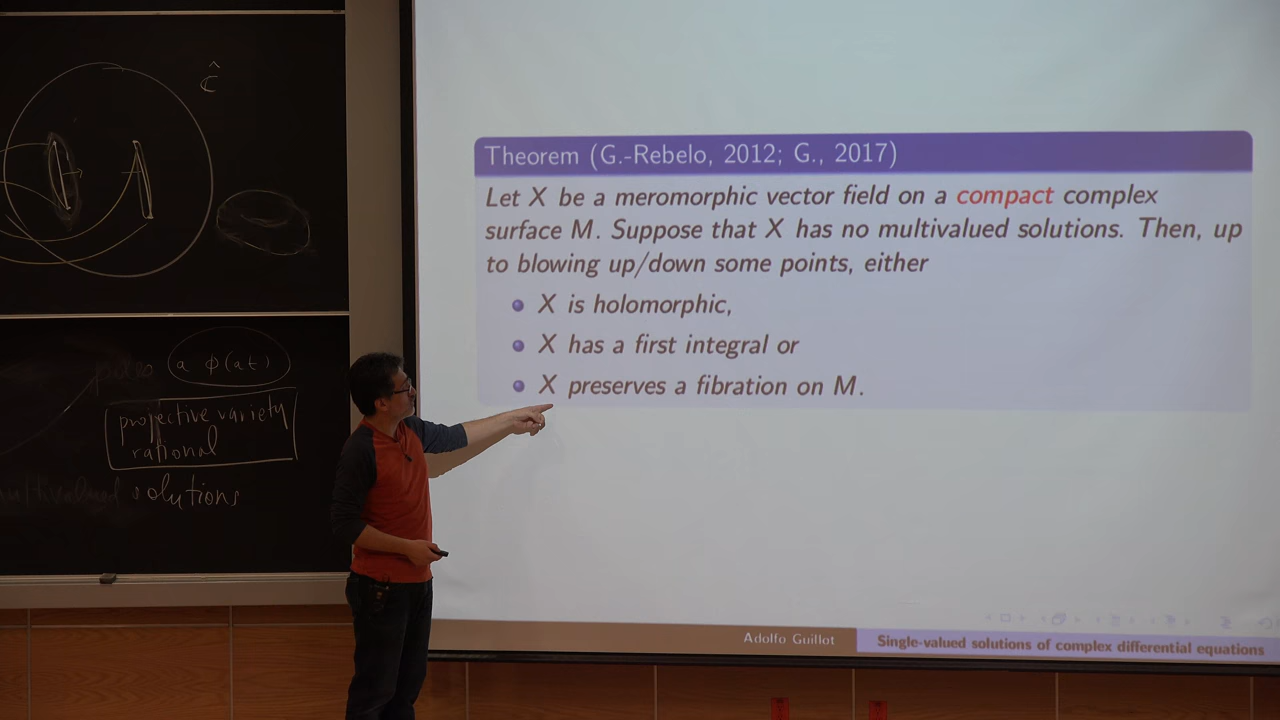 ĉ
a ϕ(at)
projective variety
rational
solutions
Theorem (G.-Rebelo, 2012; G., 2017)
Let X be a meromorphic vector field on a compact complex
surface M. Suppose that X has no multivalued solutions. Then, up
to blowing up/down some points, either
X is holomorphic,
X has a first integral or
X preserves a fibration on M.
Adolfo Guillot
Single-valued solutions of complex differential equations